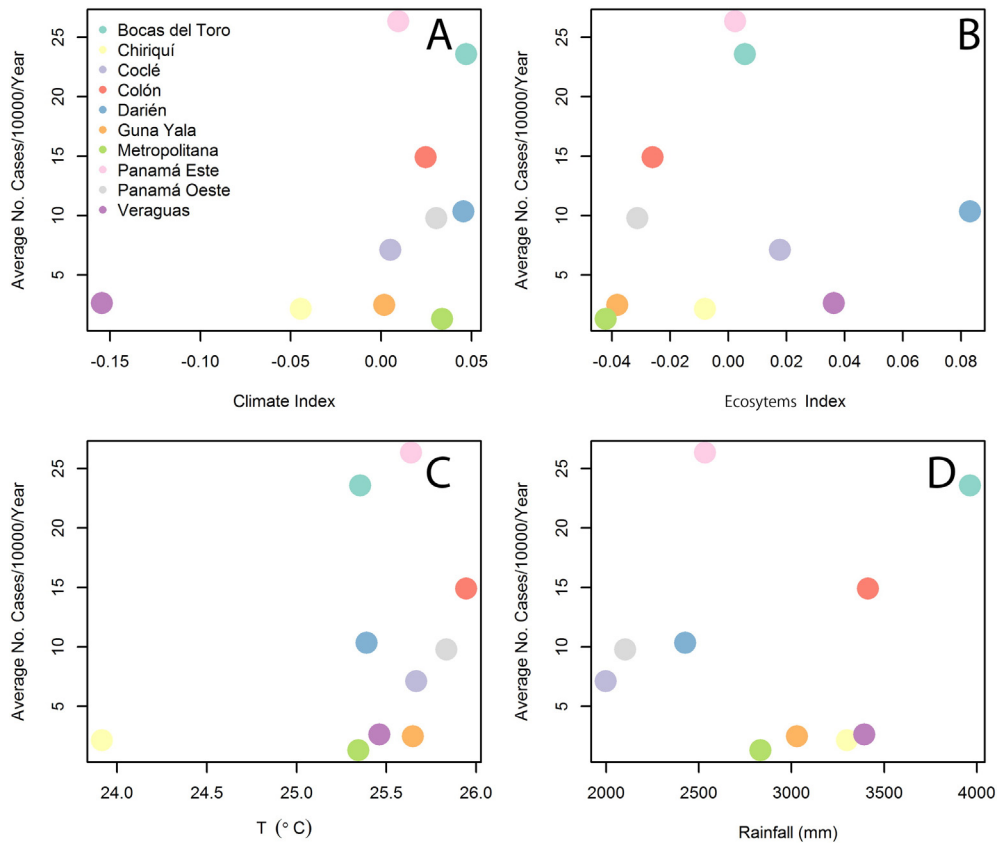 A
Bocas del Toro
Chiriquí
Coclé
Colón
Darién
Guna Yala
Metropolitana
Panamá Este
Panamá Oeste
Veraguas
Average No. Cases/10000/Year
25
20
15
10
5
-0.15 -0.10 -0.05 0.00 0.05
Climate Index
B
Average No. Cases/10000/Year
25
20
15
10
5
-0.04 -0.02 0.00 0.02 0.04 0.06 0.08
Ecosytems Index
C
Average No. Cases/10000/Year
25
20
15
10
5
24.0 24.5 25.0 25.5 26.0
T (° C)
D
Average No. Cases/10000/Year
25
20
15
10
5
2000 2500 3000 3500 4000
Rainfall (mm)